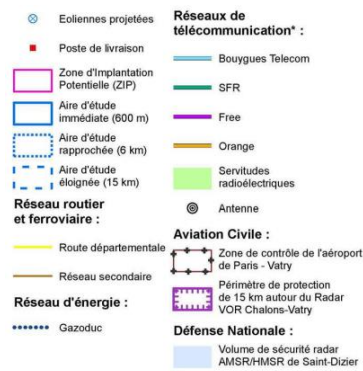 Eoliennes projetées
Poste de livraison
Zone d'Implantation
Potentielle (ZIP)
Aire d'étude
immédiate (600 m)
Aire d'étude
rapprochée (6 km)
Aire d'étude
éloignée (15 km)
Réseau routier
et ferroviaire :
Route départementale
Réseau secondaire
Réseau d'énergie :
Gazoduc
Réseaux de
télécommunication* :
Bouygues Telecom
SFR
Free
Orange
Servitudes
radioélectriques
Antenne
Aviation Civile :
Zone de contrôle de l'aéroport
de Paris - Vatry
Périmètre de protection
de 15 km autour du Radar
VOR Chalons-Vatry
Défense Nationale :
Volume de sécurité radar
AMSR/HMSR de Saint-Dizier